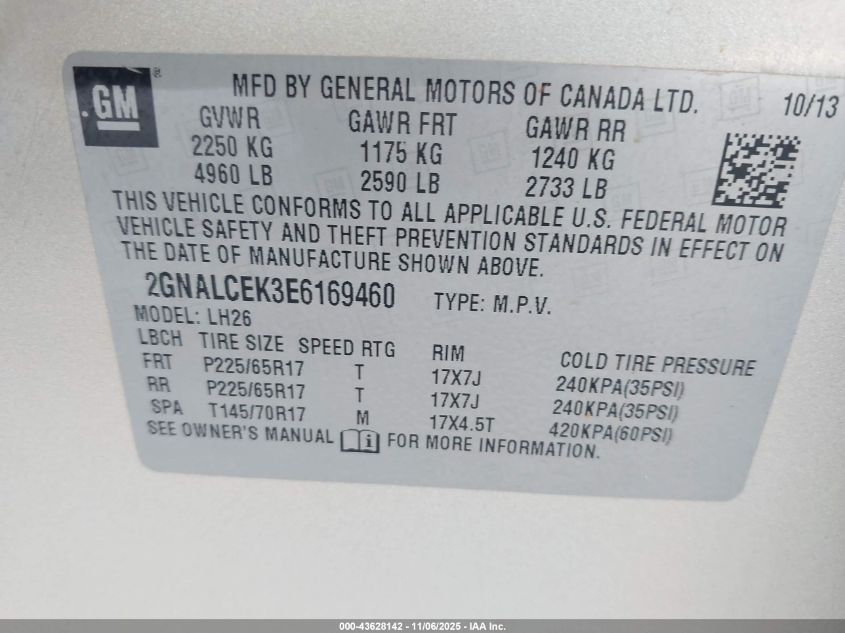 GM
MFD BY GENERAL MOTORS OF CANADA LTD. 10/13
GVWR GAWR FRT GAWR RR
2250 KG 1175 KG 1240 KG
4960 LB 2590 LB 2733 LB
THIS VEHICLE CONFORMS TO ALL APPLICABLE U.S. FEDERAL MOTOR
VEHICLE SAFETY AND THEFT PREVENTION STANDARDS IN EFFECT ON
THE DATE OF MANUFACTURE SHOWN ABOVE.
2GNALCEK3E6169460 TYPE: M.P.V.
MODEL: LH26
LBCH TIRE SIZE SPEED RTG RIM COLD TIRE PRESSURE
FRT P225/65R17 T 17X7J 240KPA(35PSI)
RR P225/65R17 T 17X7J 240KPA(35PSI)
SPA T145/70R17 M 17X4.5T 420KPA(60PSI)
SEE OWNER'S MANUAL i FOR MORE INFORMATION.
000-43628142 - 11/06/2025 - IAA Inc.